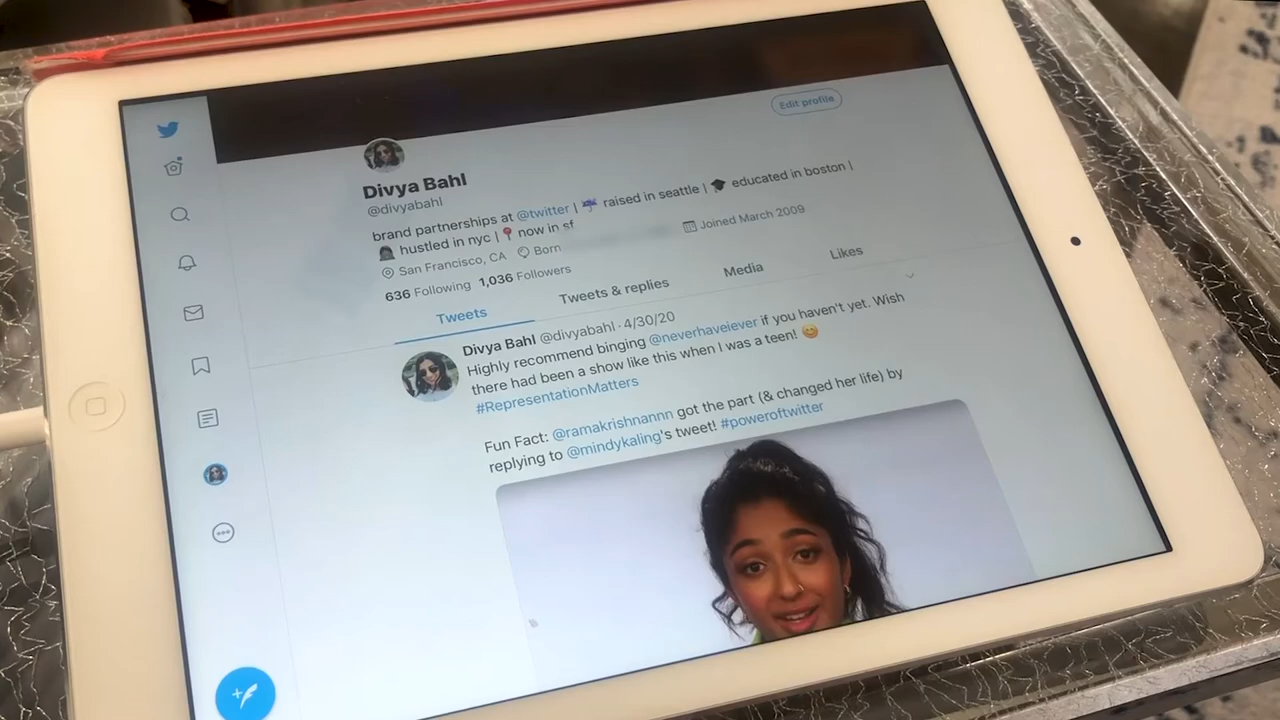 Edit profile
Divya Bahl
@divyabahl
brand partnerships at @twitter | ☔ raised in seattle | 🎓 educated in boston |
hustled in nyc | 📍 now in sf
San Francisco, CA Born Joined March 2009
636 Following 1,036 Followers
Tweets Tweets & replies Media Likes
Divya Bahl @divyabahl · 4/30/20
Highly recommend binging @neverhaveiever if you haven't yet. Wish
there had been a show like this when I was a teen! 😊
#RepresentationMatters
Fun Fact: @ramakrishnannn got the part (& changed her life) by
replying to @mindykaling's tweet! #poweroftwitter